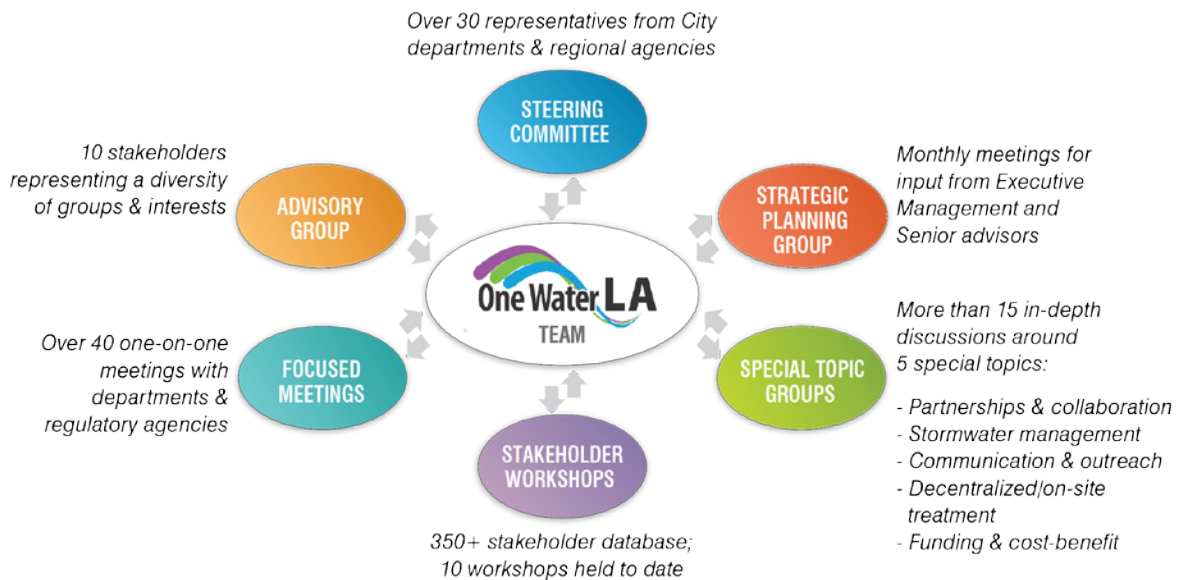 Over 30 representatives from City
departments & regional agencies
STEERING
COMMITTEE
10 stakeholders
representing a diversity
of groups & interests
ADVISORY
GROUP
STRATEGIC
PLANNING
GROUP
Monthly meetings for
input from Executive
Management and
Senior advisors
One Water LA
TEAM
Over 40 one-on-one
meetings with
departments &
regulatory agencies
FOCUSED
MEETINGS
SPECIAL TOPIC
GROUPS
More than 15 in-depth
discussions around
5 special topics:
- Partnerships & collaboration
- Stormwater management
- Communication & outreach
- Decentralized/on-site
treatment
- Funding & cost-benefit
STAKEHOLDER
WORKSHOPS
350+ stakeholder database;
10 workshops held to date